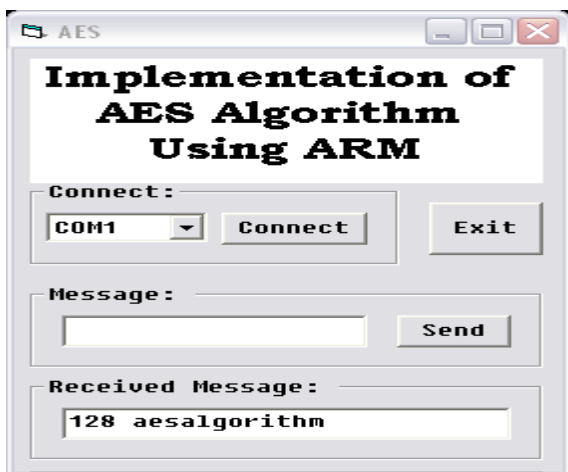 AES
Implementation of
AES Algorithm
Using ARM
Connect:
COM1 Connect Exit
Message:
Send
Received Message:
128 aesalgorithm